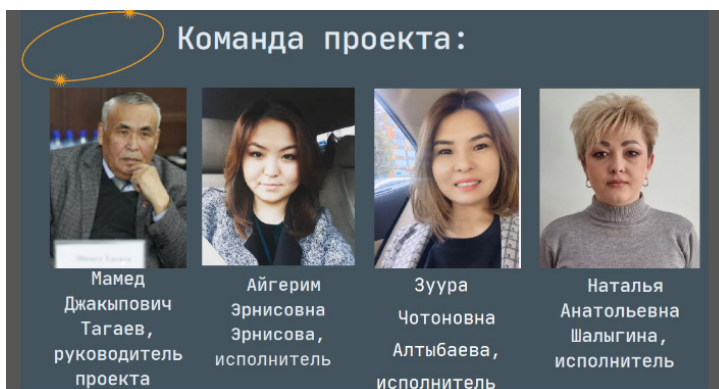 Команда проекта:
Мамед
Джакыпович
Тагаев,
руководитель
проекта
Айгерим
Эрнисовна
Эрнисова,
исполнитель
Зуура
Чотоновна
Алтыбаева,
исполнитель
Наталья
Анатольевна
Шалыгина,
исполнитель